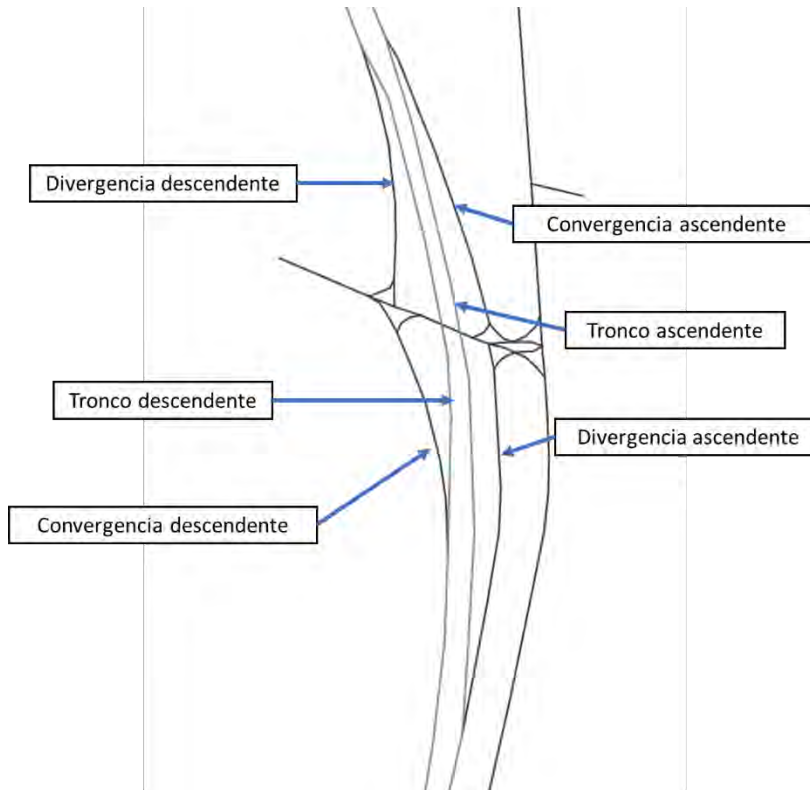 Divergencia descendente
Convergencia ascendente
Tronco ascendente
Tronco descendente
Divergencia ascendente
Convergencia descendente